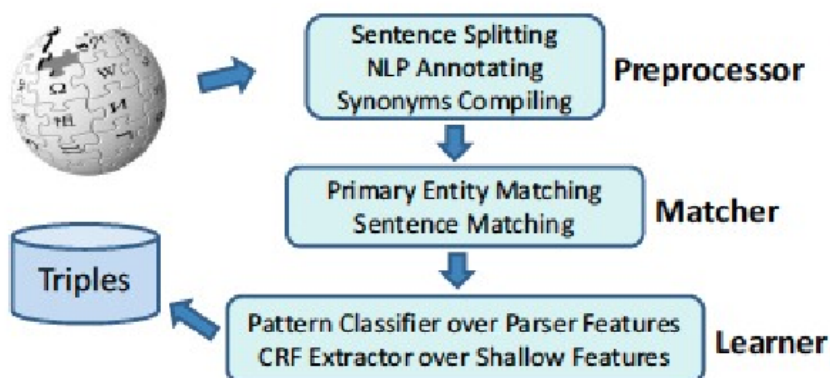 Sentence Splitting
NLP Annotating
Synonyms Compiling
Preprocessor
Primary Entity Matching
Sentence Matching
Matcher
Triples
Pattern Classifier over Parser Features
CRF Extractor over Shallow Features
Learner